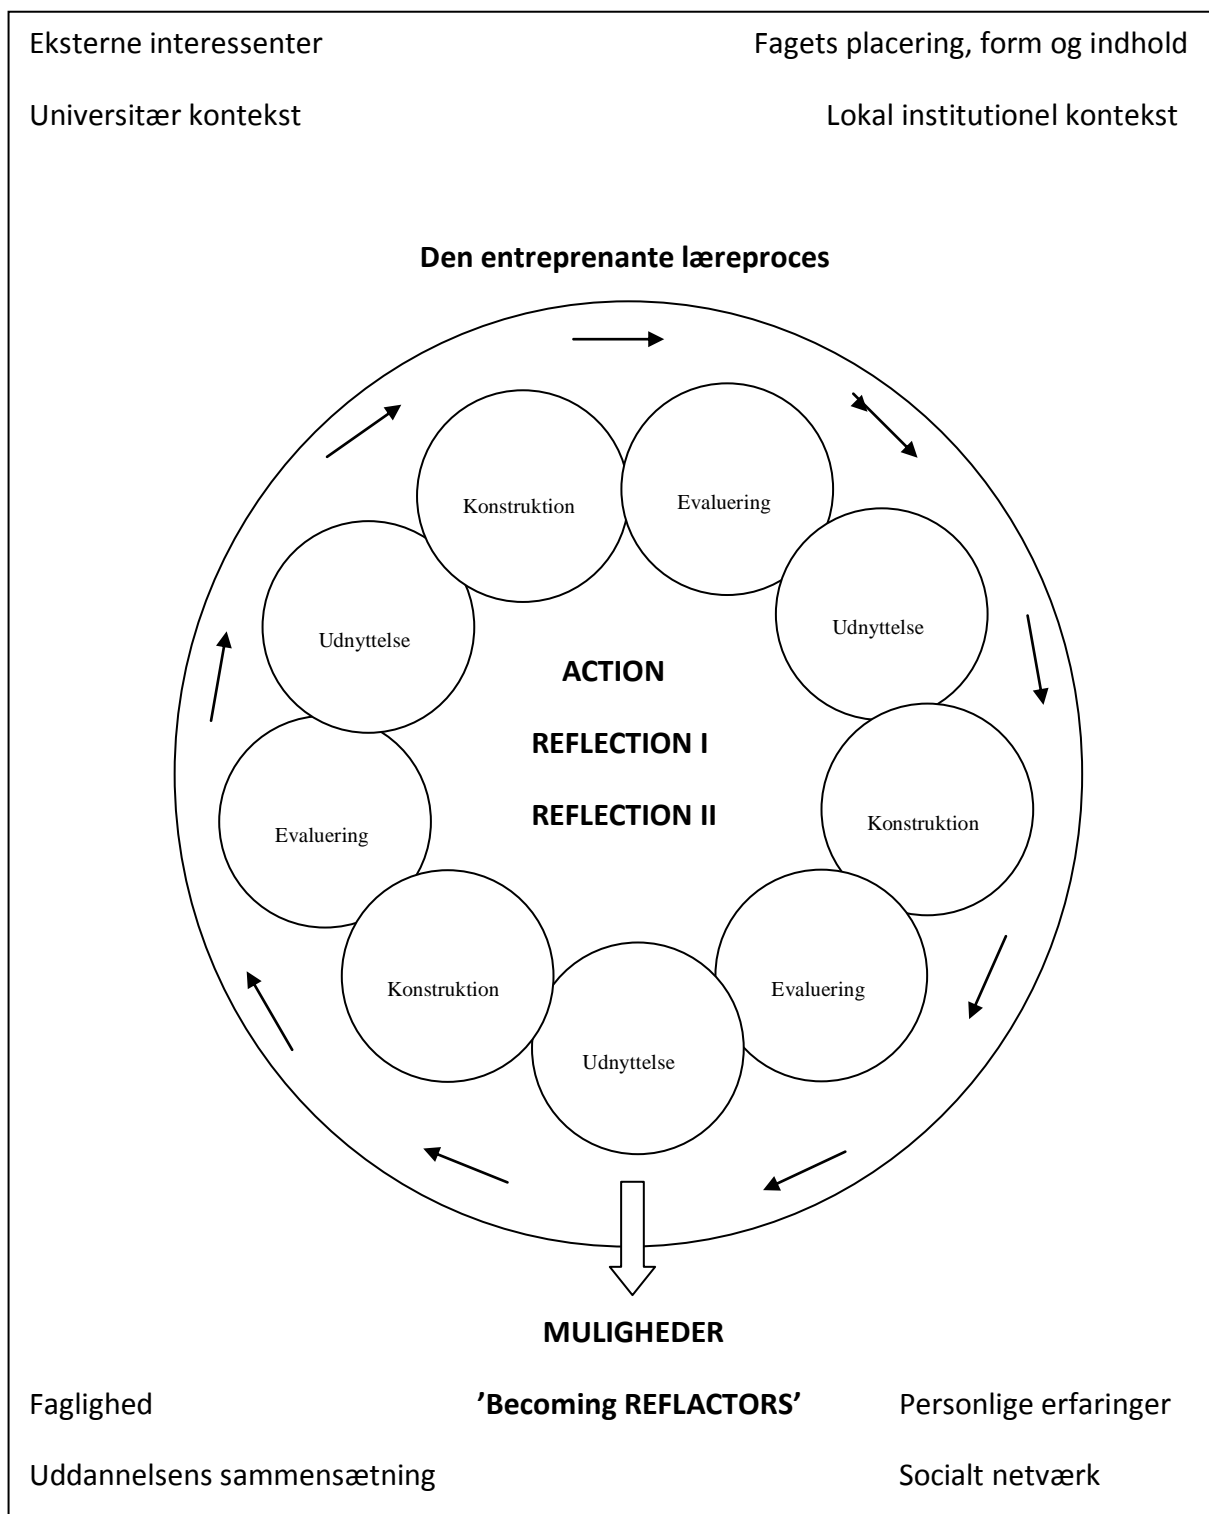 Eksterne interessenter
Fagets placering, form og indhold
Universitær kontekst
Lokal institutionel kontekst
Den entreprenante læreproces
Konstruktion
Evaluering
Udnyttelse
Udnyttelse
ACTION
REFLECTION I
REFLECTION II
Konstruktion
Evaluering
Konstruktion
Evaluering
Udnyttelse
MULIGHEDER
Faglighed
’Becoming REFLACTORS’
Personlige erfaringer
Uddannelsens sammensætning
Socialt netværk